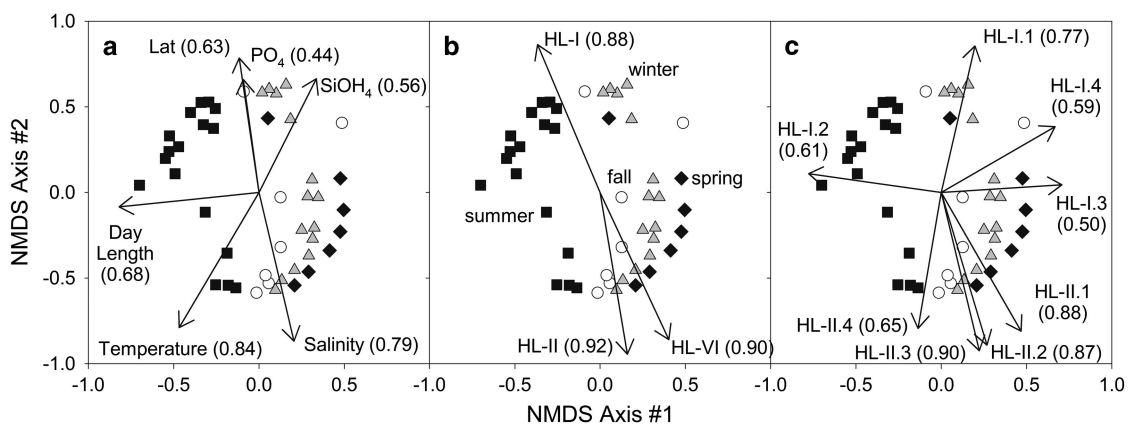 a
Lat (0.63)
PO4 (0.44)
SiOH4 (0.56)
Day
Length
(0.68)
Temperature (0.84)
Salinity (0.79)
b
HL-I (0.88)
winter
fall
spring
summer
HL-II (0.92)
HL-VI (0.90)
c
HL-I.1 (0.77)
HL-I.4
(0.59)
HL-I.2
(0.61)
HL-I.3
(0.50)
HL-II.1
(0.88)
HL-II.4 (0.65)
HL-II.3 (0.90)
HL-II.2 (0.87)
NMDS Axis #2
1.0
0.5
0.0
-0.5
-1.0
-1.0 -0.5 0.0 0.5 -1.0 -0.5 0.0 0.5 -1.0 -0.5 0.0 0.5 1.0
NMDS Axis #1